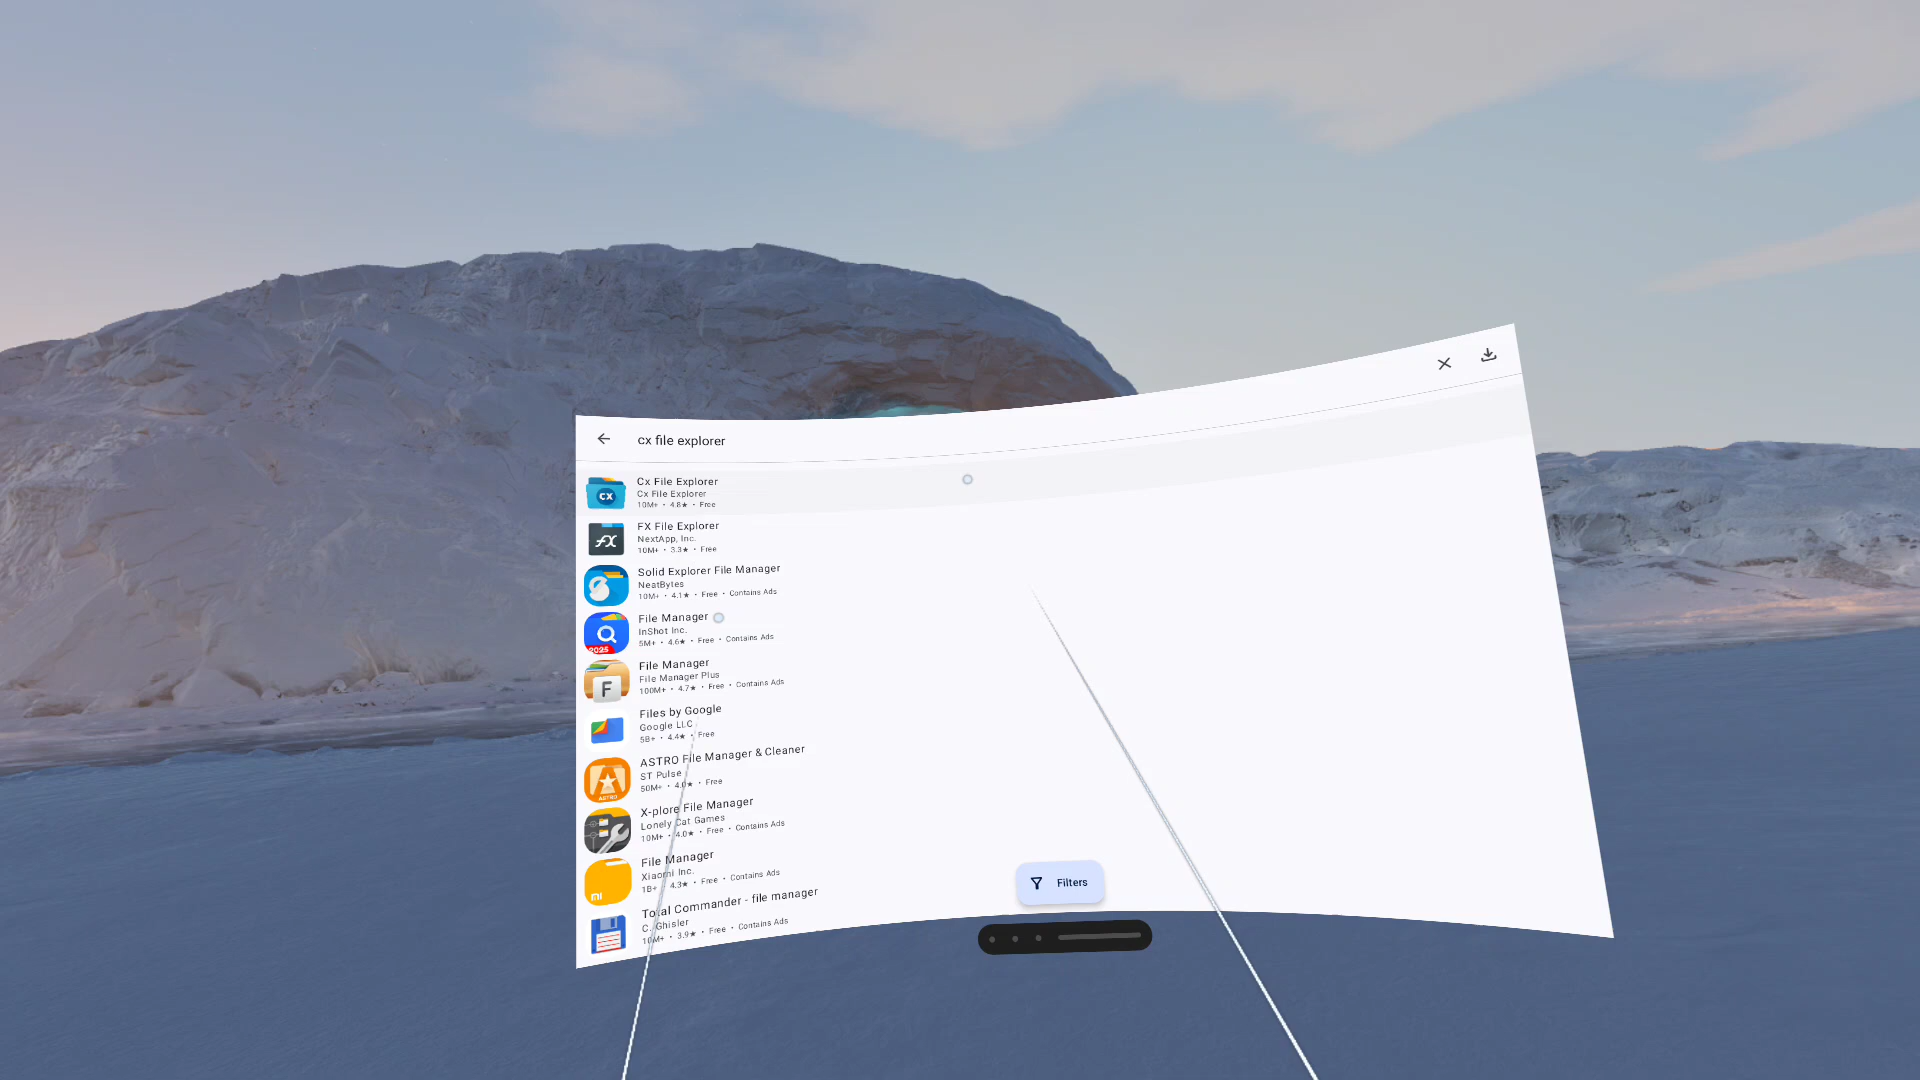 cx file explorer
CX
Cx File Explorer
Cx File Explorer
10M+ • 4.8★ • Free
FX
FX File Explorer
NextApp, Inc.
10M+ • 3.3★ • Free
Solid Explorer File Manager
NeatBytes
10M+ • 4.1★ • Free • Contains Ads
2025
File Manager
InShot Inc.
5M+ • 4.6★ • Free • Contains Ads
F
File Manager
File Manager Plus
100M+ • 4.7★ • Free • Contains Ads
Files by Google
Google LLC
5B+ • 4.4★ • Free
ASTRO
ASTRO File Manager & Cleaner
ST Pulse
50M+ • 4.0★ • Free
X-plore File Manager
Lonely Cat Games
10M+ • 4.0★ • Free • Contains Ads
mi
File Manager
Xiaomi Inc.
1B+ • 4.3★ • Free • Contains Ads
Total Commander - file manager
C. Ghisler
10M+ • 3.9★ • Free • Contains Ads
Filters